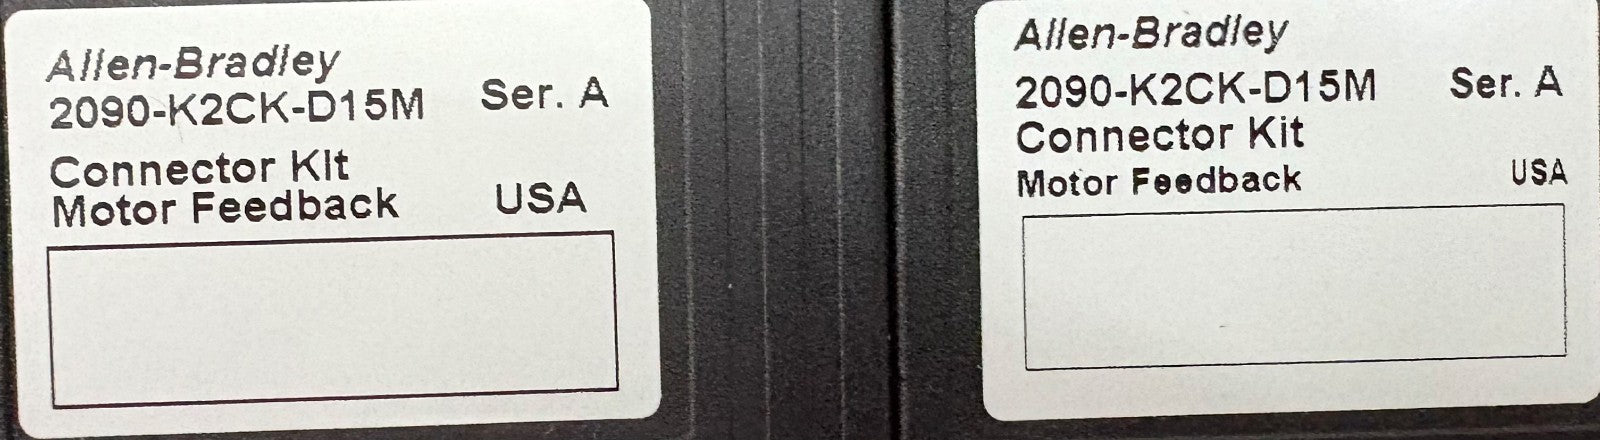 Allen-Bradley
2090-K2CK-D15M Ser. A
Connector Kit
Motor Feedback USA
Allen-Bradley
2090-K2CK-D15M Ser. A
Connector Kit
Motor Feedback USA